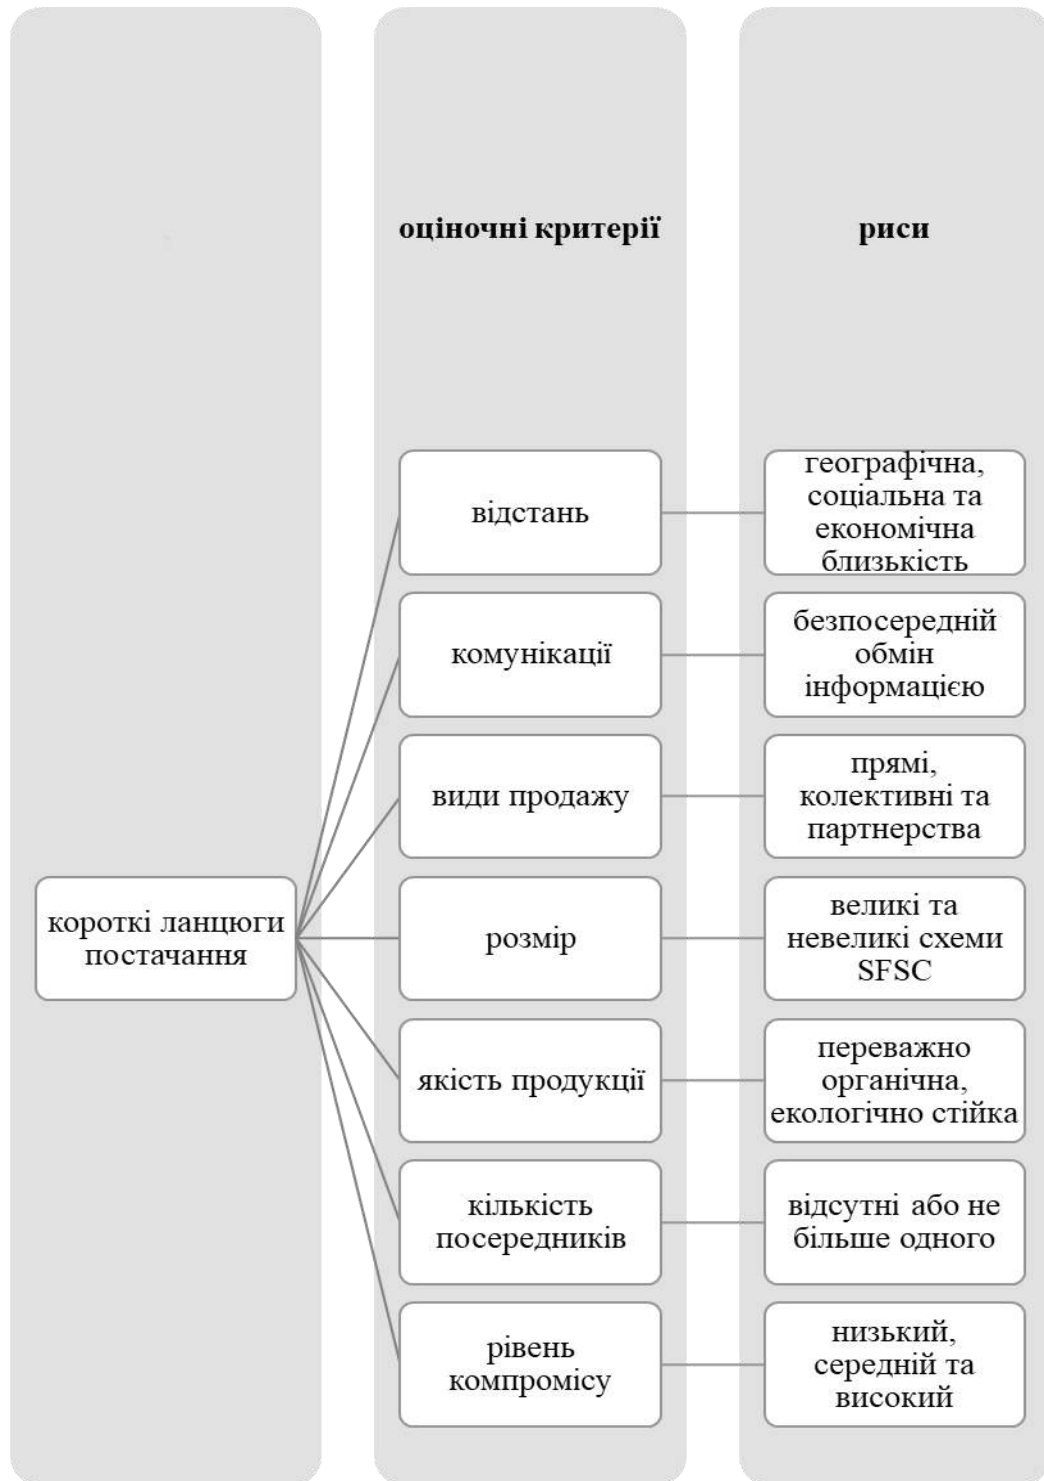 оціночні критерії
риси
відстань
географічна,
соціальна та
економічна
близькість
комунікації
безпосередній
обмін
інформацією
види продажу
прямі,
колективні та
партнерства
короткі ланцюги
постачання
розмір
великі та
невеликі схеми
SFSC
якість продукції
переважно
органічна,
екологічно стійка
кількість
посередників
відсутні або не
більше одного
рівень
компромісу
низький,
середній та
високий